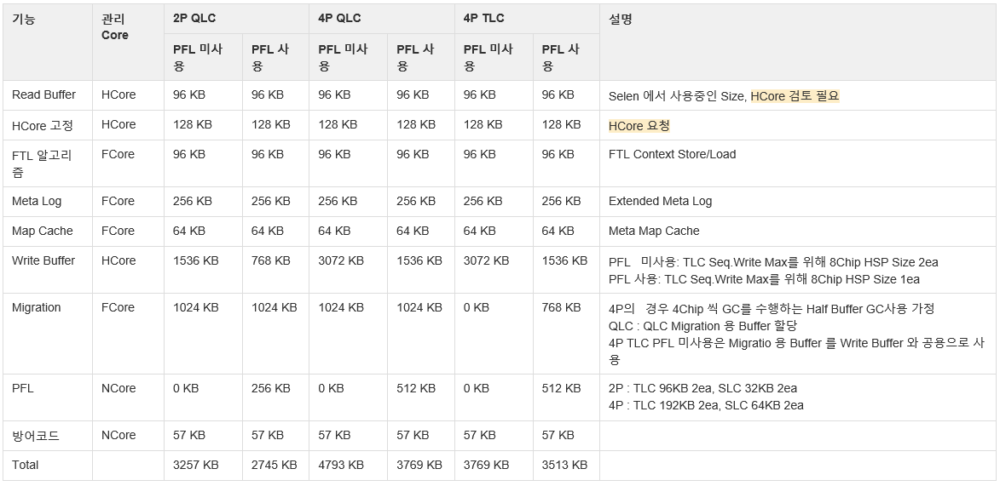 기능 관리 Core 2P QLC 4P QLC 4P TLC 설명
PFL 미사용 PFL 사용 PFL 미사용 PFL 사용 PFL 미사용 PFL 사용
Read Buffer HCore 96 KB 96 KB 96 KB 96 KB 96 KB 96 KB Selen 에서 사용중인 Size, HCore 검토 필요
HCore 고정 HCore 128 KB 128 KB 128 KB 128 KB 128 KB 128 KB HCore 요청
FTL 알고리즘 FCore 96 KB 96 KB 96 KB 96 KB 96 KB 96 KB FTL Context Store/Load
Meta Log FCore 256 KB 256 KB 256 KB 256 KB 256 KB 256 KB Extended Meta Log
Map Cache FCore 64 KB 64 KB 64 KB 64 KB 64 KB 64 KB Meta Map Cache
Write Buffer HCore 1536 KB 768 KB 3072 KB 1536 KB 3072 KB 1536 KB PFL 미사용: TLC Seq.Write Max를 위해 8Chip HSP Size 2ea
PFL 사용: TLC Seq.Write Max를 위해 8Chip HSP Size 1ea
Migration FCore 1024 KB 1024 KB 1024 KB 1024 KB 0 KB 768 KB 4P의 경우 4Chip 씩 GC를 수행하는 Half Buffer GC사용 가정
QLC : QLC Migration 용 Buffer 할당
4P TLC PFL 미사용은 Migratio 용 Buffer 를 Write Buffer 와 공용으로 사용
PFL NCore 0 KB 256 KB 0 KB 512 KB 0 KB 512 KB 2P : TLC 96KB 2ea, SLC 32KB 2ea
4P : TLC 192KB 2ea, SLC 64KB 2ea
방어코드 NCore 57 KB 57 KB 57 KB 57 KB 57 KB 57 KB
Total 3257 KB 2745 KB 4793 KB 3769 KB 3769 KB 3513 KB